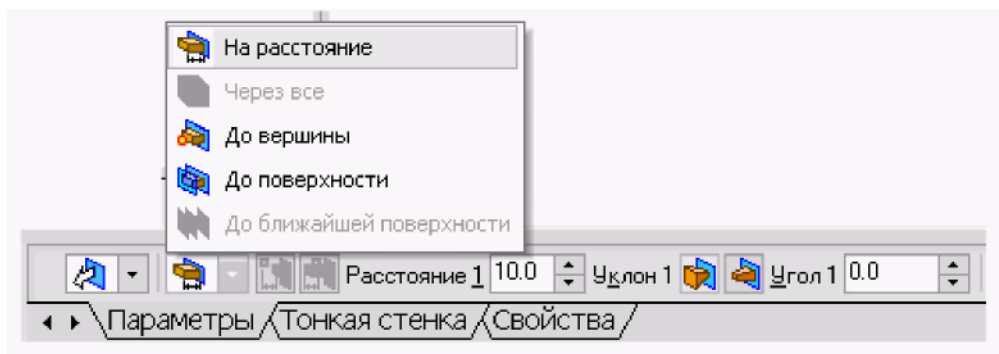 На расстояние
Через все
До вершины
До поверхности
До ближайшей поверхности
Расстояние 1 10.0 Уклон 1 Угол 1 0.0
Параметры Тонкая стенка Свойства